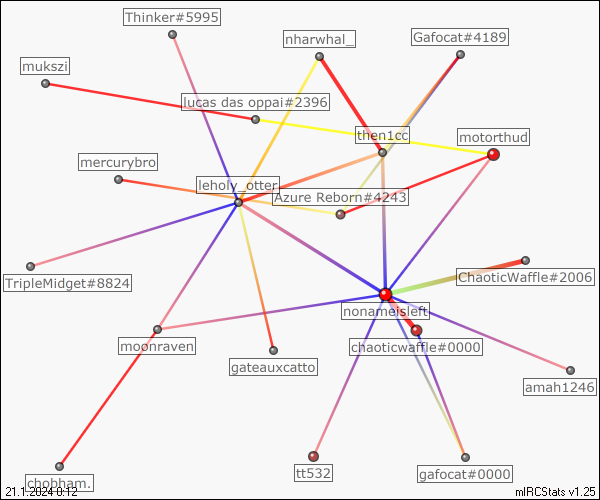 Thinker#5995
nharwhal_
Gafocat#4189
mukszi
lucas das oppai#2396
then1cc
motorthud
mercurybro
leholy_otter
Azure Reborn#4243
TripleMidget#8824
ChaoticWaffle#2006
nonameisleft
moonraven
chaoticwaffle#0000
gateauxcatto
amah1246
chobham.
tt532
gafocat#0000
21.1.2024 0:12
mIRCStats v1.25